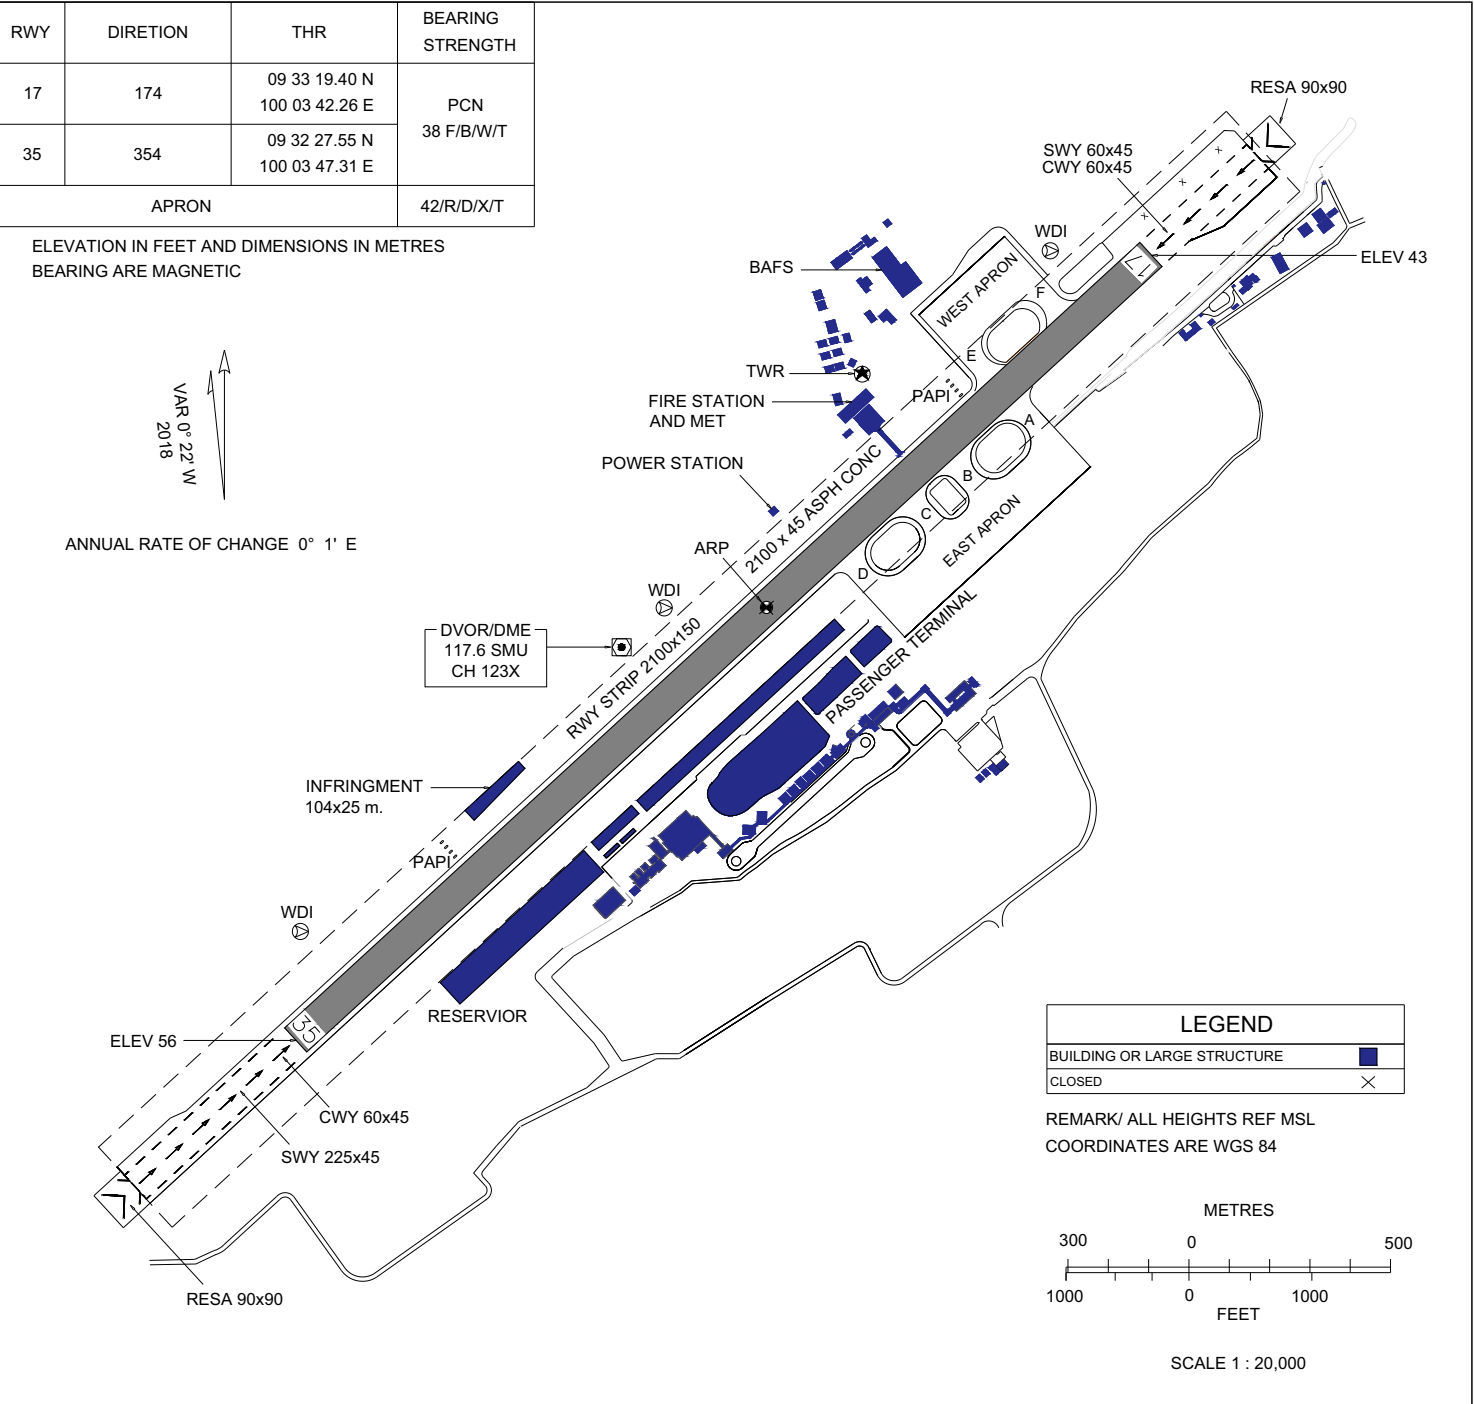 RWY DIRETION THR BEARING STRENGTH
17 174 09 33 19.40 N
100 03 42.26 E
PCN
38 F/B/W/T
35 354 09 32 27.55 N
100 03 47.31 E
APRON 42/R/D/X/T
ELEVATION IN FEET AND DIMENSIONS IN METRES
BEARING ARE MAGNETIC
VAR 0° 22' W
2018
ANNUAL RATE OF CHANGE 0° 1' E
RESA 90x90
SWY 60x45
CWY 60x45
WDI
ELEV 43
17
BAFS
WEST APRON
F
E
TWR
PAPI
FIRE STATION
AND MET
A
POWER STATION
B
2100 x 45 ASPH CONC
C
EAST APRON
ARP
D
WDI
DVOR/DME
117.6 SMU
CH 123X
RWY STRIP 2100x150
PASSENGER TERMINAL
INFRINGMENT
104x25 m.
PAPI
WDI
RESERVIOR
35
ELEV 56
CWY 60x45
SWY 225x45
RESA 90x90
LEGEND
BUILDING OR LARGE STRUCTURE
CLOSED
REMARK/ ALL HEIGHTS REF MSL
COORDINATES ARE WGS 84
METRES
300 0 500
1000 0 1000
FEET
SCALE 1 : 20,000